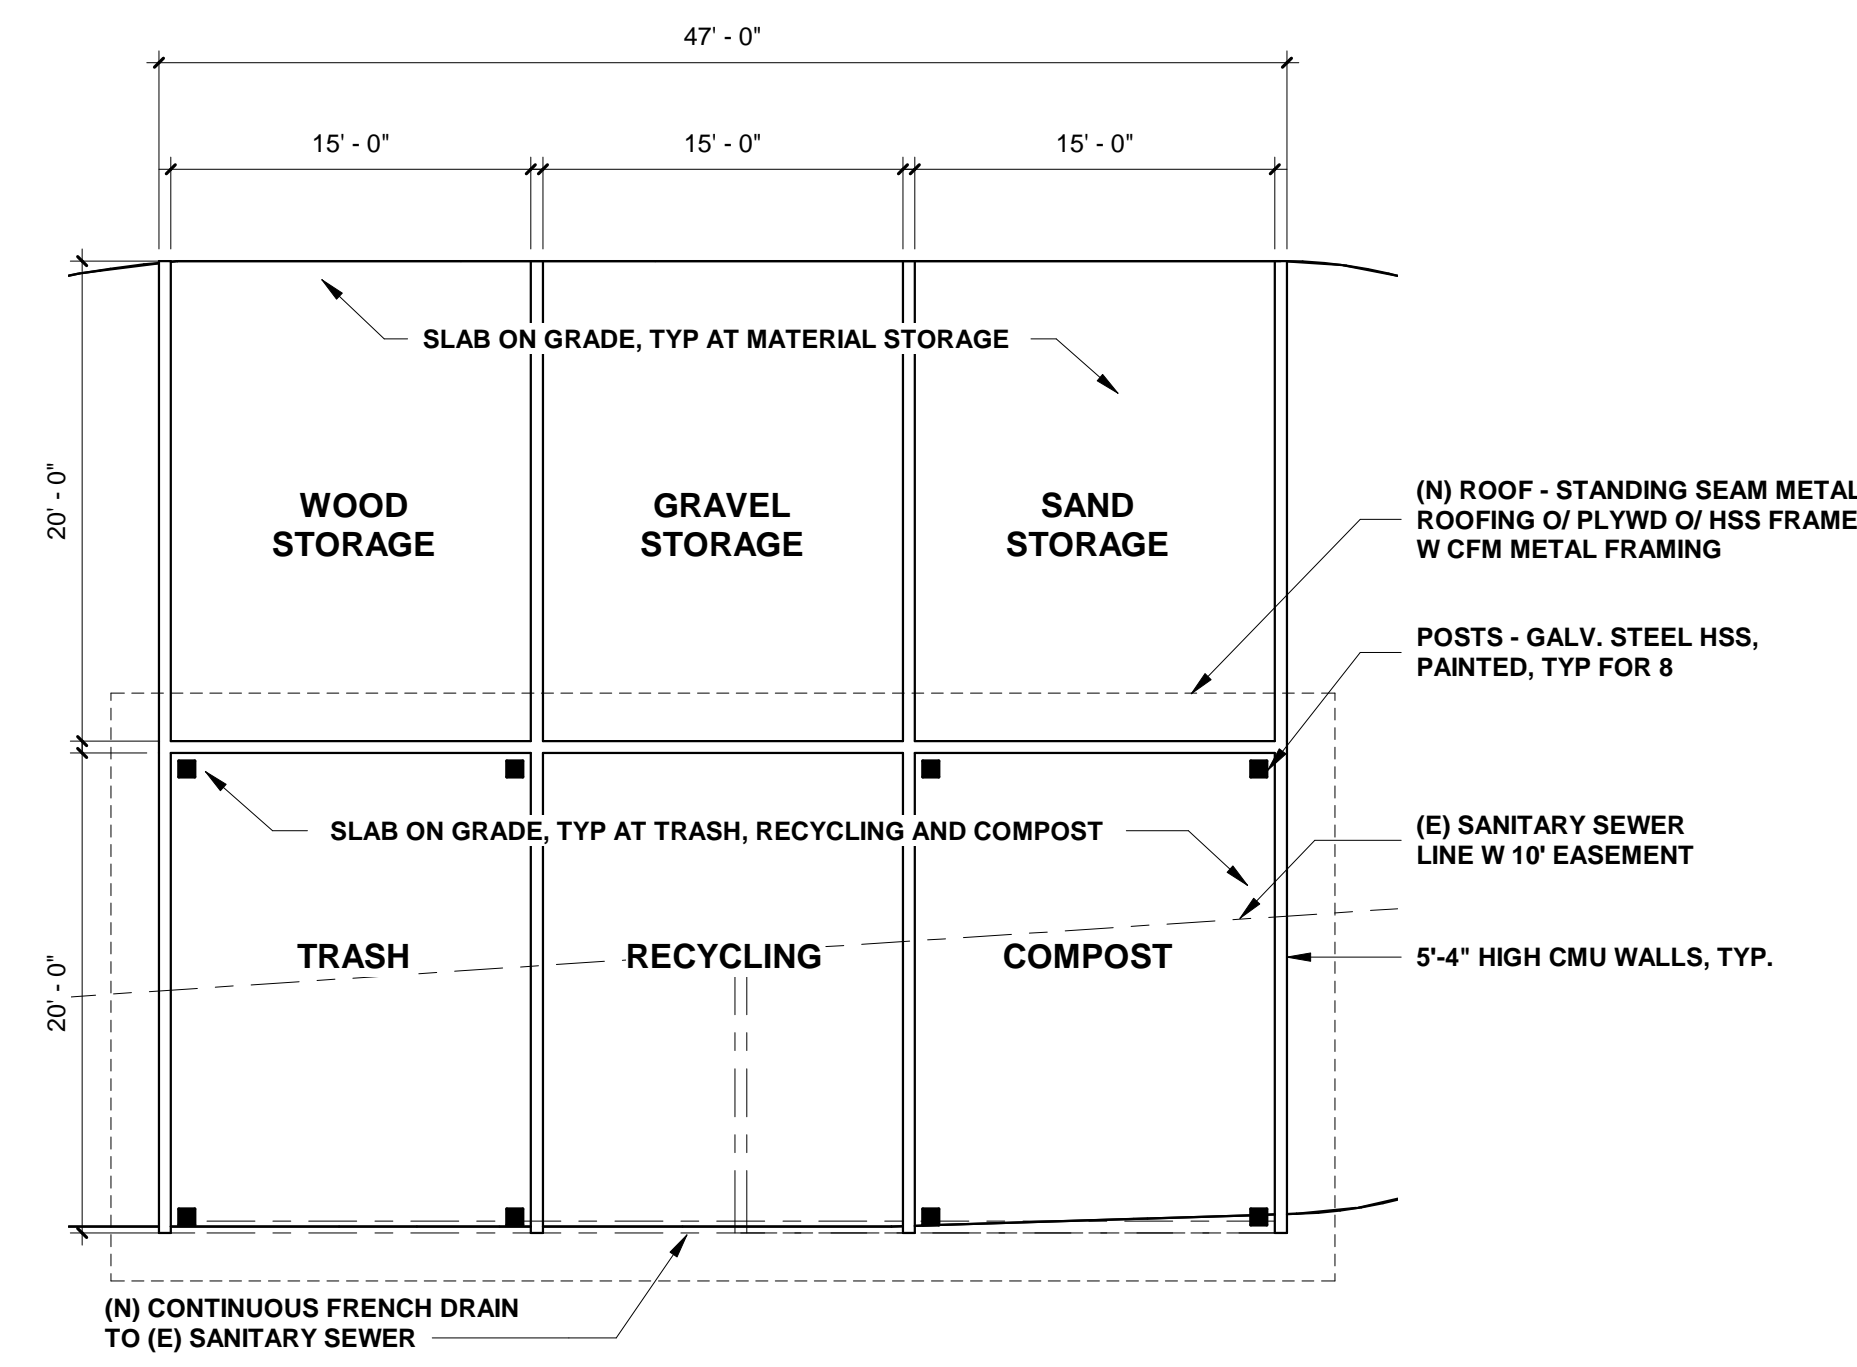 47' - 0"
15' - 0"
15' - 0"
15' - 0"
SLAB ON GRADE, TYP AT MATERIAL STORAGE
20' - 0"
WOOD
STORAGE
GRAVEL
STORAGE
SAND
STORAGE
(N) ROOF - STANDING SEAM METAL
ROOFING O/ PLYWD O/ HSS FRAME
W CFM METAL FRAMING
POSTS - GALV. STEEL HSS,
PAINTED, TYP FOR 8
SLAB ON GRADE, TYP AT TRASH, RECYCLING AND COMPOST
(E) SANITARY SEWER
LINE W 10' EASEMENT
20' - 0"
TRASH
RECYCLING
COMPOST
5'-4" HIGH CMU WALLS, TYP.
(N) CONTINUOUS FRENCH DRAIN
TO (E) SANITARY SEWER